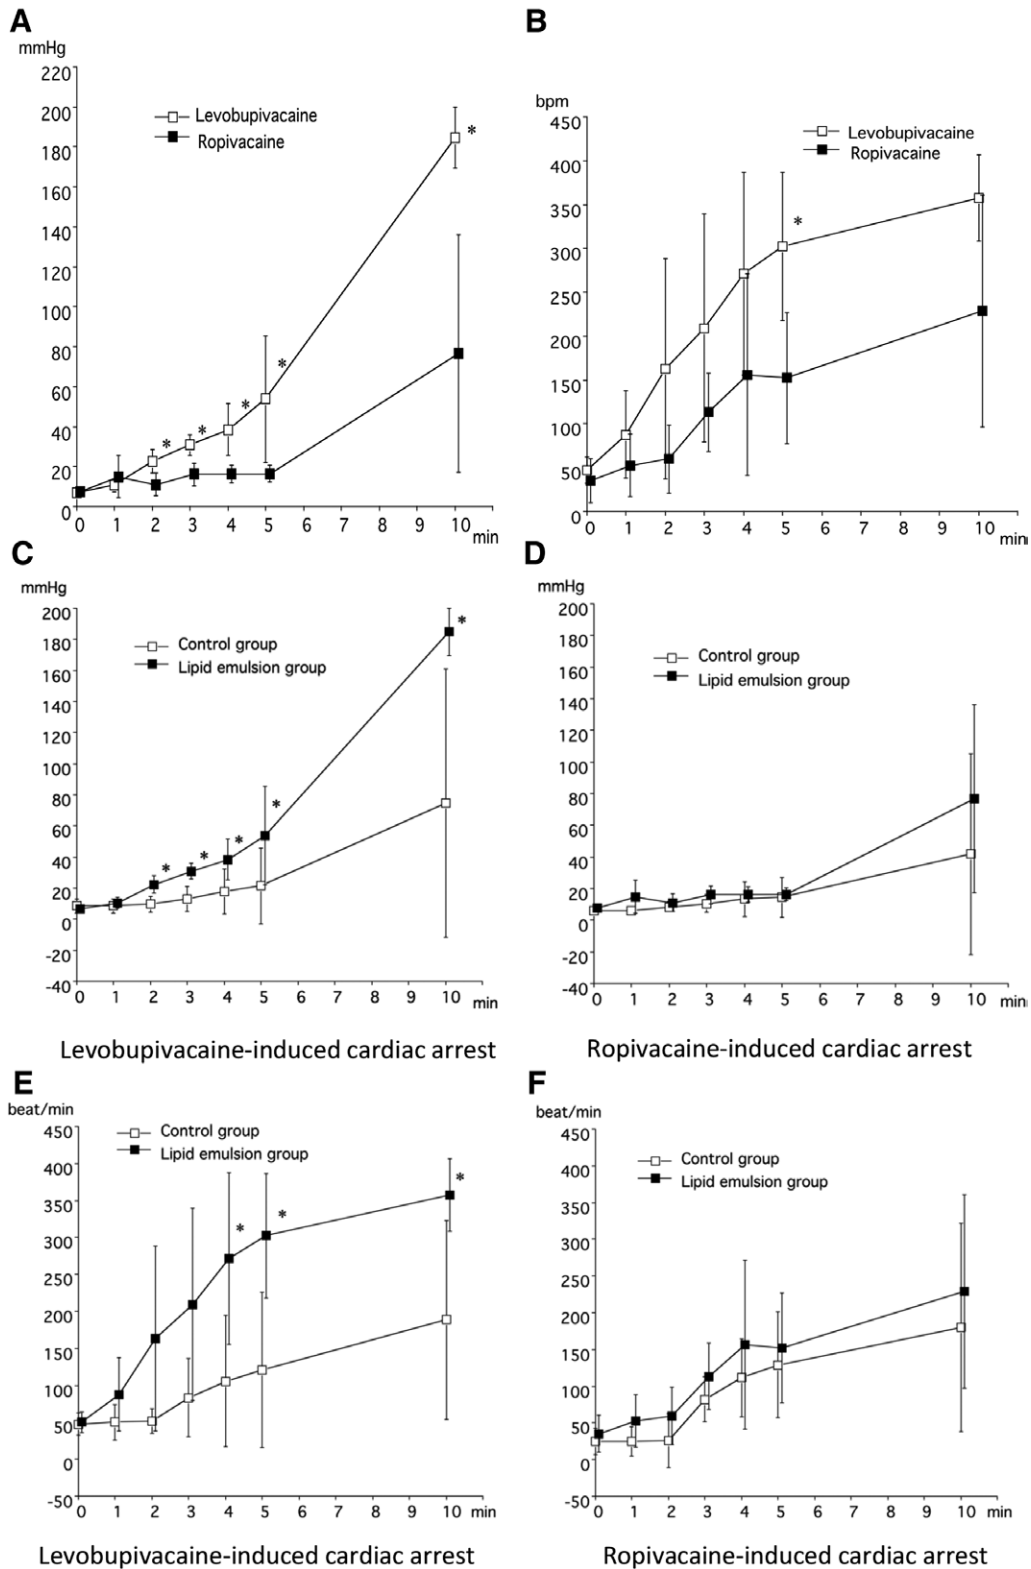 A
mmHg
220
200
180
160
140
120
100
80
60
40
20
0
Levobupivacaine
Ropivacaine
*
*
*
*
*
0 1 2 3 4 5 6 7 8 9 10
min
B
bpm
450
400
350
300
250
200
150
100
50
0
Levobupivacaine
Ropivacaine
*
0 1 2 3 4 5 6 7 8 9 10
min
C
mmHg
200
180
160
140
120
100
80
60
40
20
0
-20
-40
Control group
Lipid emulsion group
*
*
*
*
*
0 1 2 3 4 5 6 7 8 9 10 min
Levobupivacaine-induced cardiac arrest
D
mmHg
200
180
160
140
120
100
80
60
40
20
0
-20
-40
Control group
Lipid emulsion group
0 1 2 3 4 5 6 7 8 9 10 min
Ropivacaine-induced cardiac arrest
E
beat/min
450
400
350
300
250
200
150
100
50
0
-50
Control group
Lipid emulsion group
*
*
*
0 1 2 3 4 5 6 7 8 9 10 min
Levobupivacaine-induced cardiac arrest
F
beat/min
450
400
350
300
250
200
150
100
50
0
-50
Control group
Lipid emulsion group
0 1 2 3 4 5 6 7 8 9 10 min
Ropivacaine-induced cardiac arrest